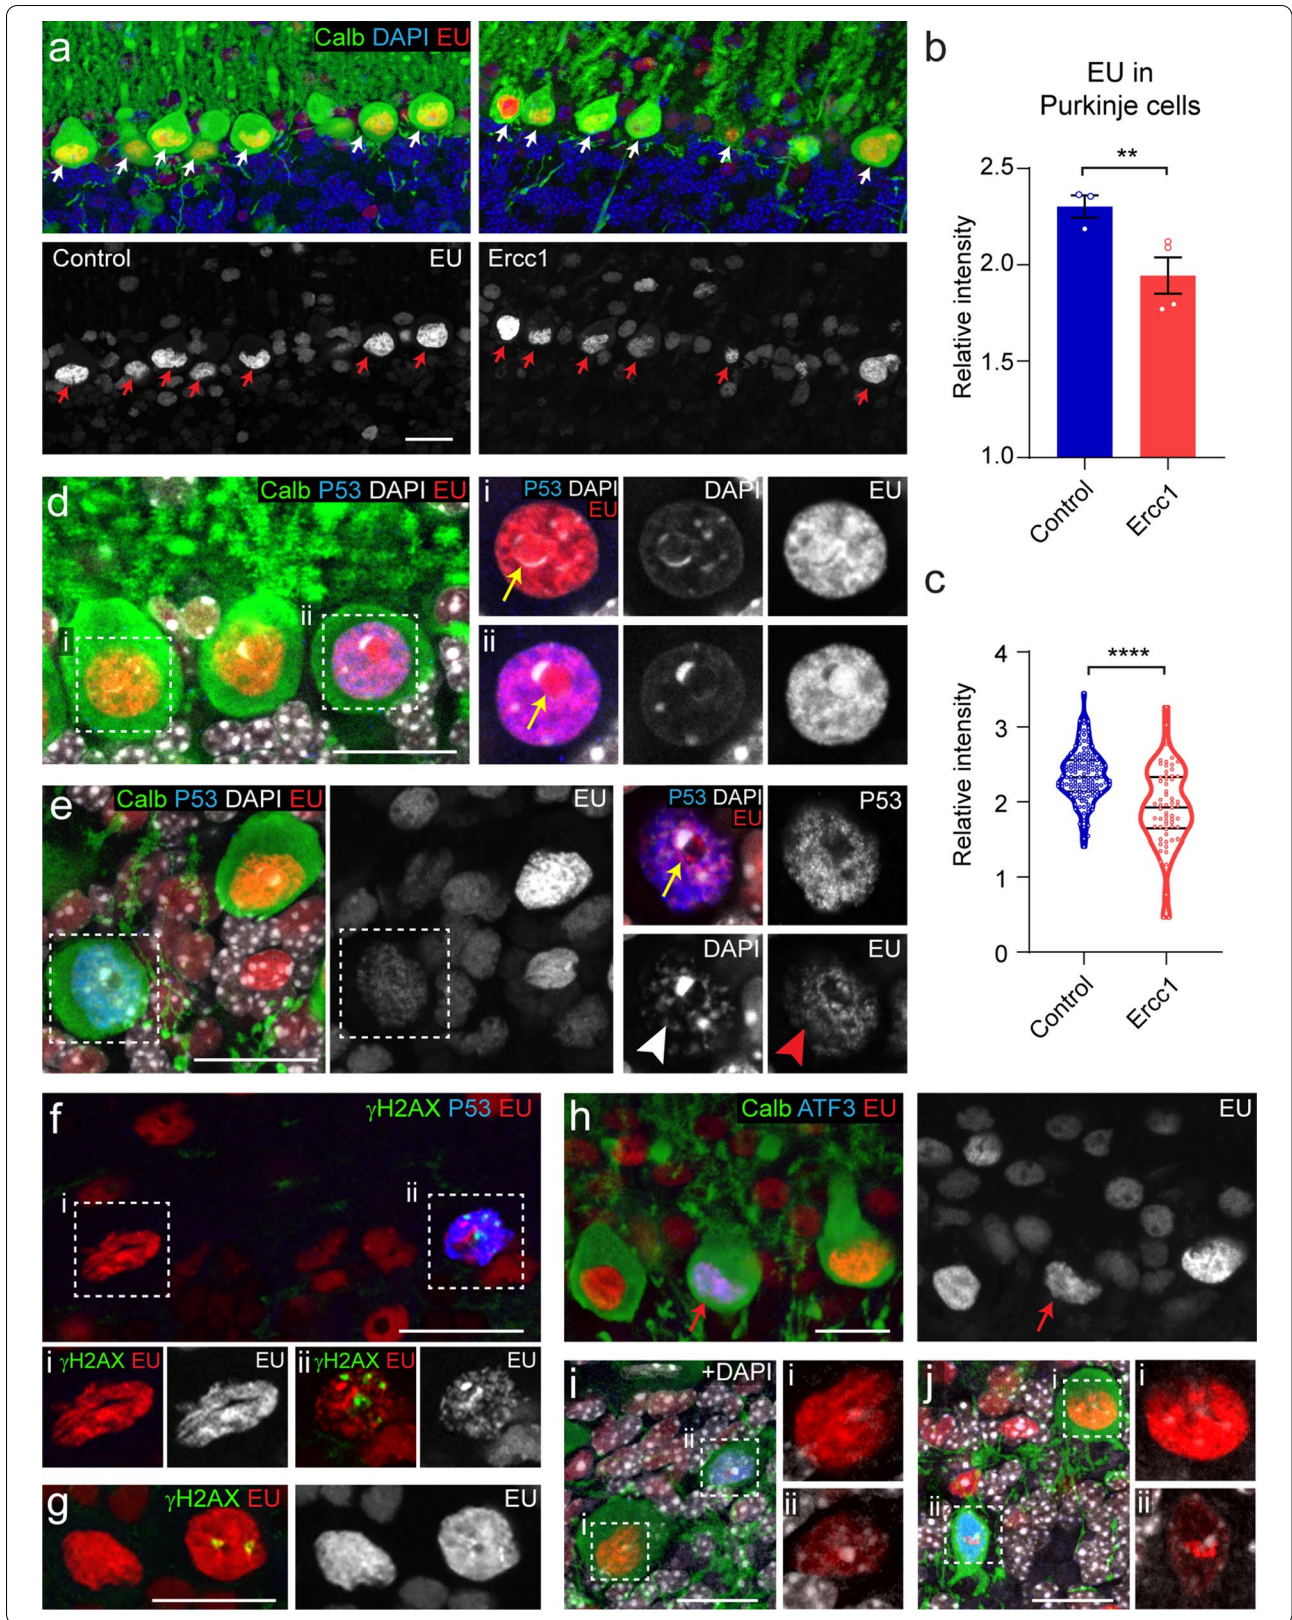 a
Calb DAPI EU
Control
EU
Ercc1
b
EU in
Purkinje cells
**
2.5
2.0
1.5
1.0
Relative intensity
Control
Ercc1
c
****
4
3
2
1
0
Relative intensity
Control
Ercc1
d
Calb P53 DAPI EU
i
ii
i
P53 DAPI
EU
DAPI
EU
ii
e
Calb P53 DAPI EU
EU
P53 DAPI
EU
P53
DAPI
EU
f
γH2AX P53 EU
i
ii
i γH2AX EU
EU
ii γH2AX EU
EU
g
γH2AX EU
EU
h
Calb ATF3 EU
EU
i
+DAPI
ii
i
i
ii
j
i
ii
i
ii